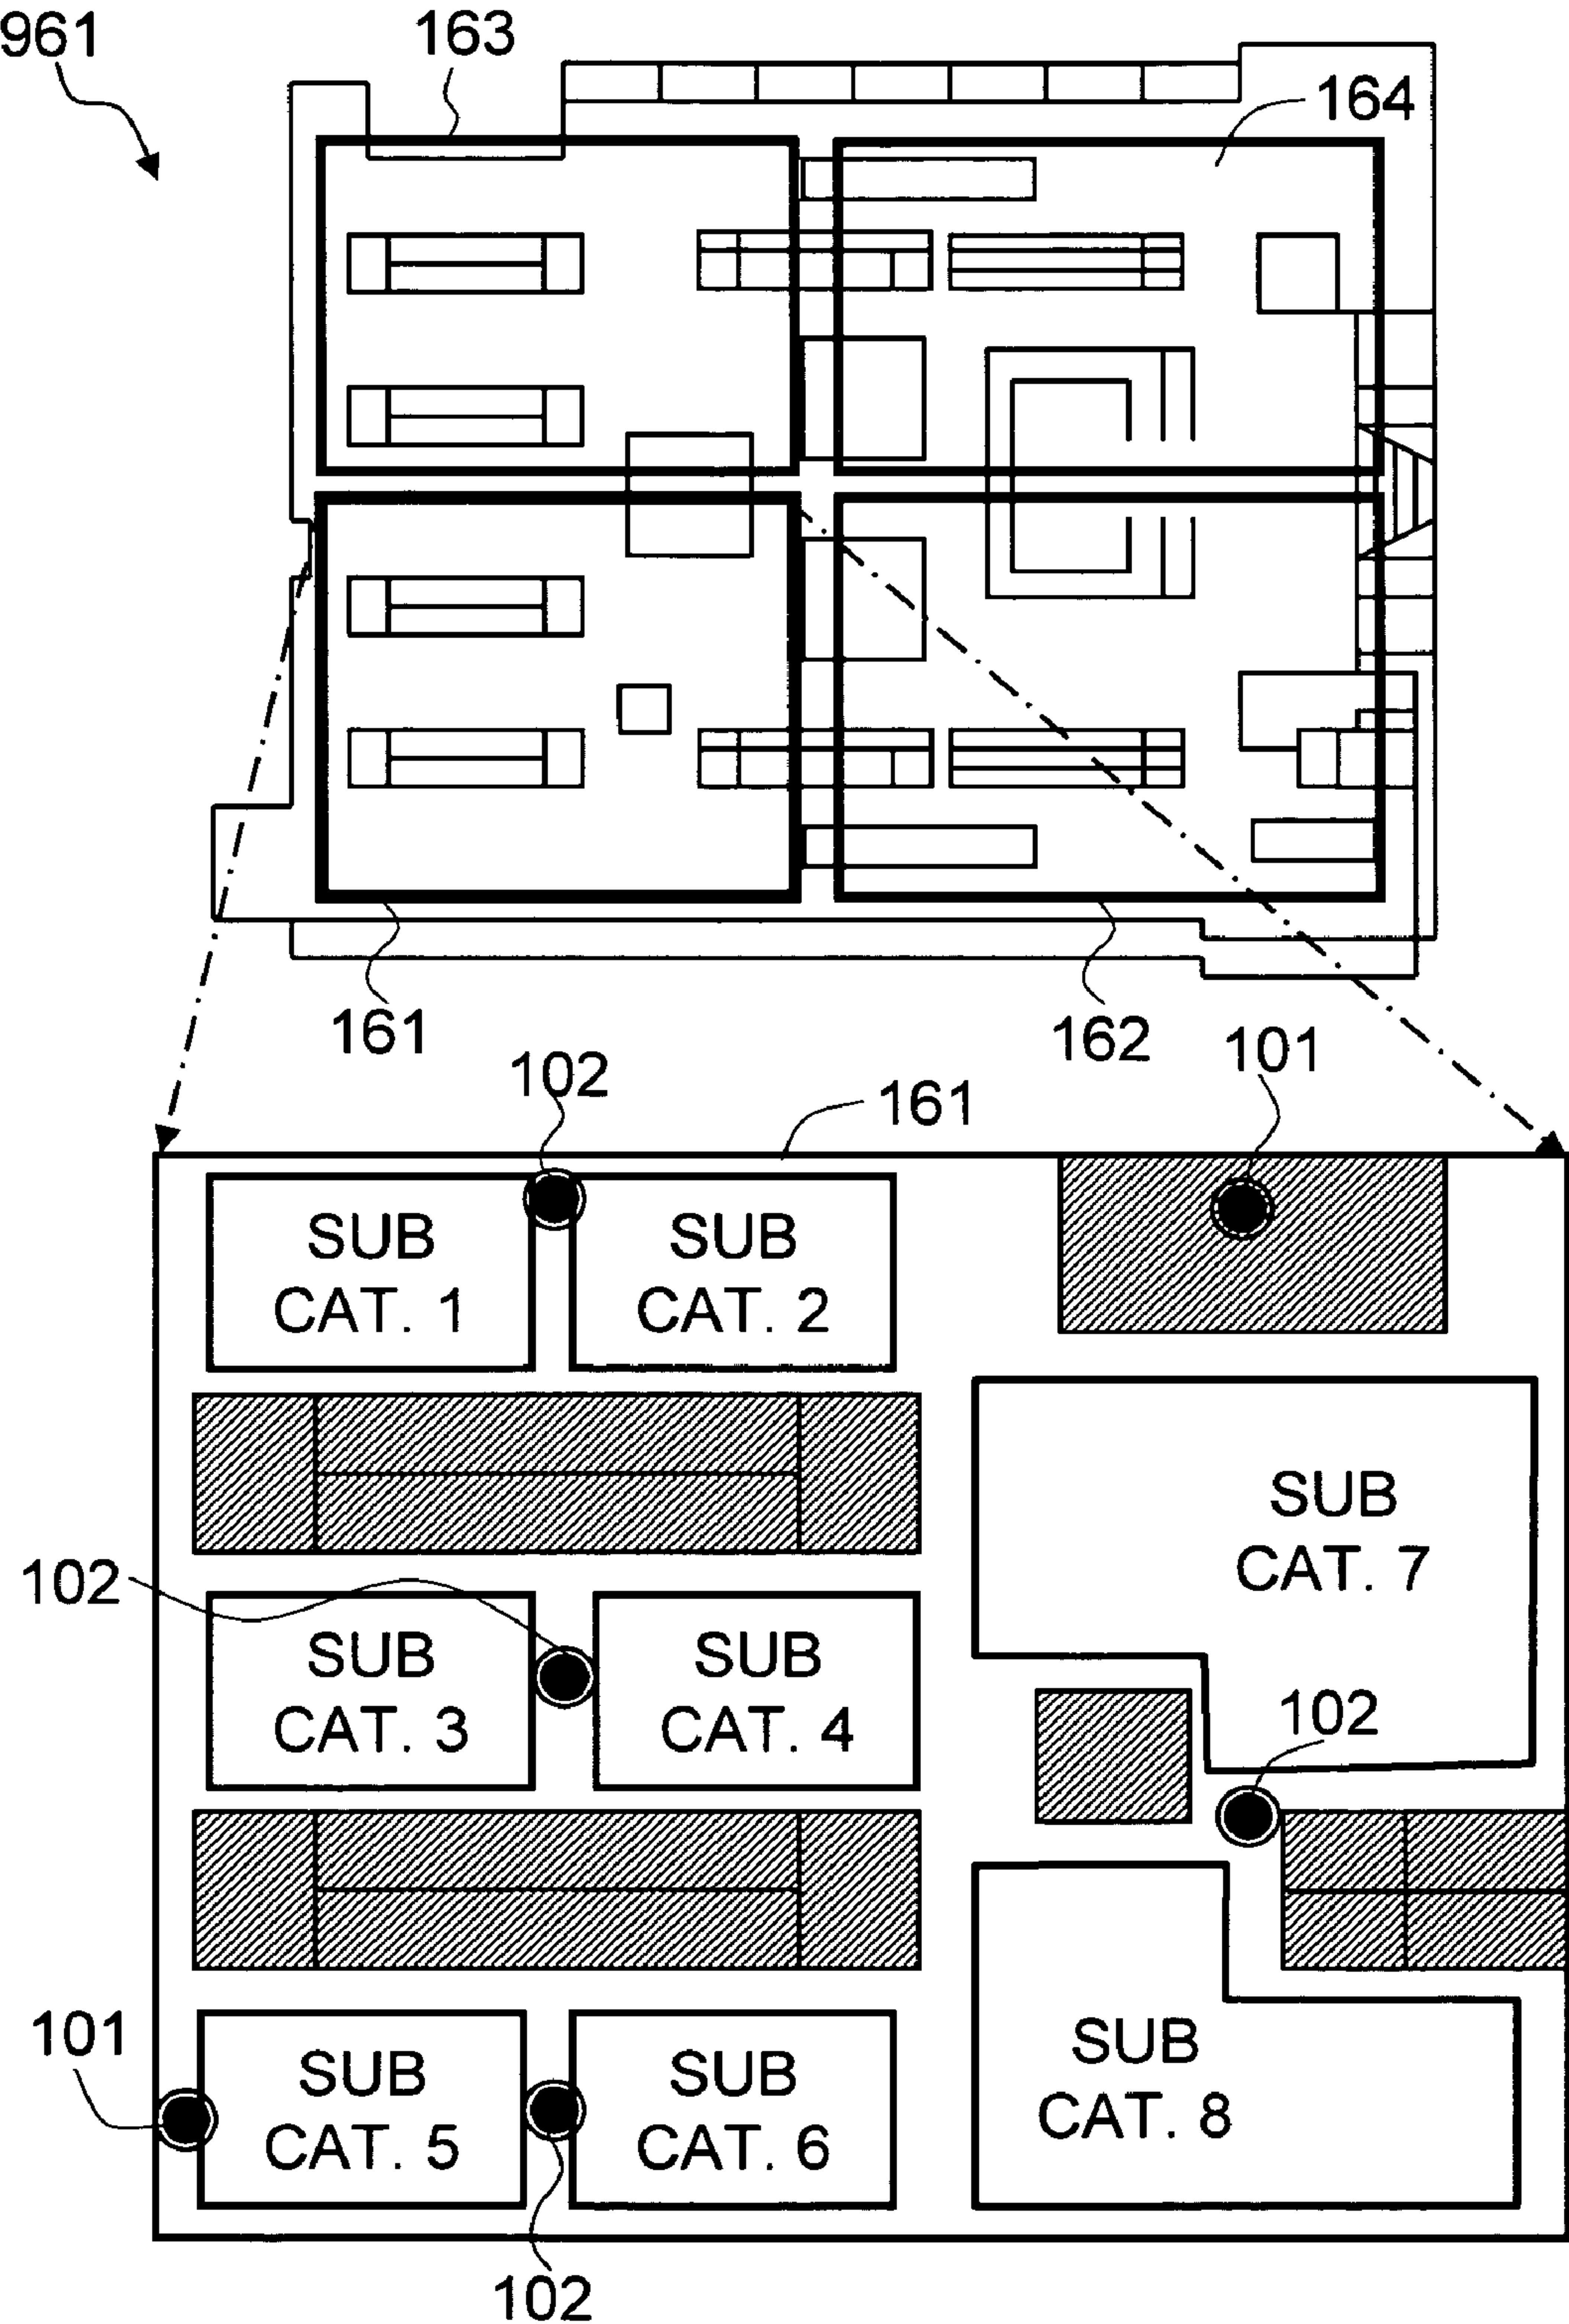 961
163
164
161
162
102
161
101
SUB
CAT. 1
SUB
CAT. 2
SUB
CAT. 7
102
SUB
CAT. 3
SUB
CAT. 4
102
101
SUB
CAT. 5
SUB
CAT. 6
SUB
CAT. 8
102